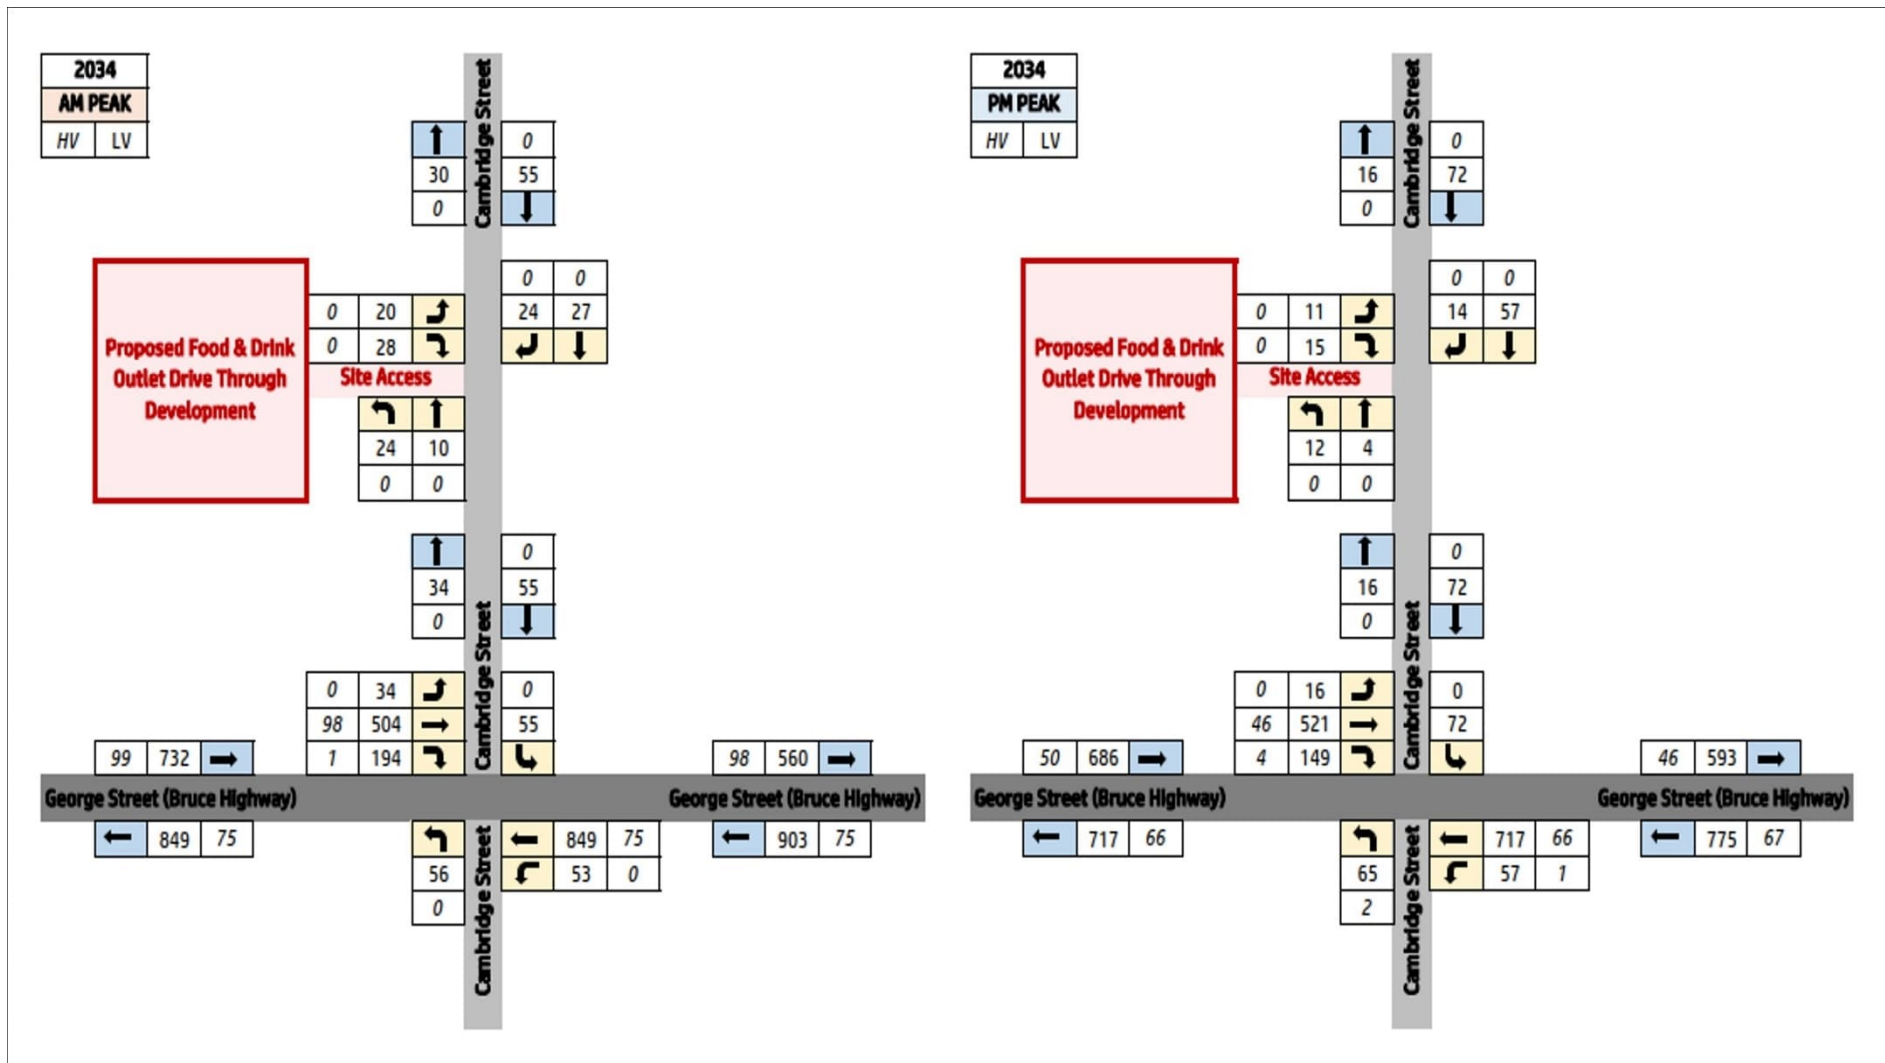 2034
AM PEAK
HV LV
Cambridge Street
30
0
0
55
Proposed Food & Drink
Outlet Drive Through
Development
0 20
0 28
Site Access
0 0
24 27
24 10
0 0
34
0
0
55
Cambridge Street
0 34
98 504
1 194
0
55
99 732
98 560
George Street (Bruce Highway)
George Street (Bruce Highway)
849 75
56
0
Cambridge Street
849 75
53 0
903 75
2034
PM PEAK
HV LV
Cambridge Street
16
0
0
72
Proposed Food & Drink
Outlet Drive Through
Development
0 11
0 15
Site Access
0 0
14 57
12 4
0 0
16
0
0
72
Cambridge Street
0 16
46 521
4 149
0
72
50 686
46 593
George Street (Bruce Highway)
George Street (Bruce Highway)
717 66
65
2
Cambridge Street
717 66
57 1
775 67